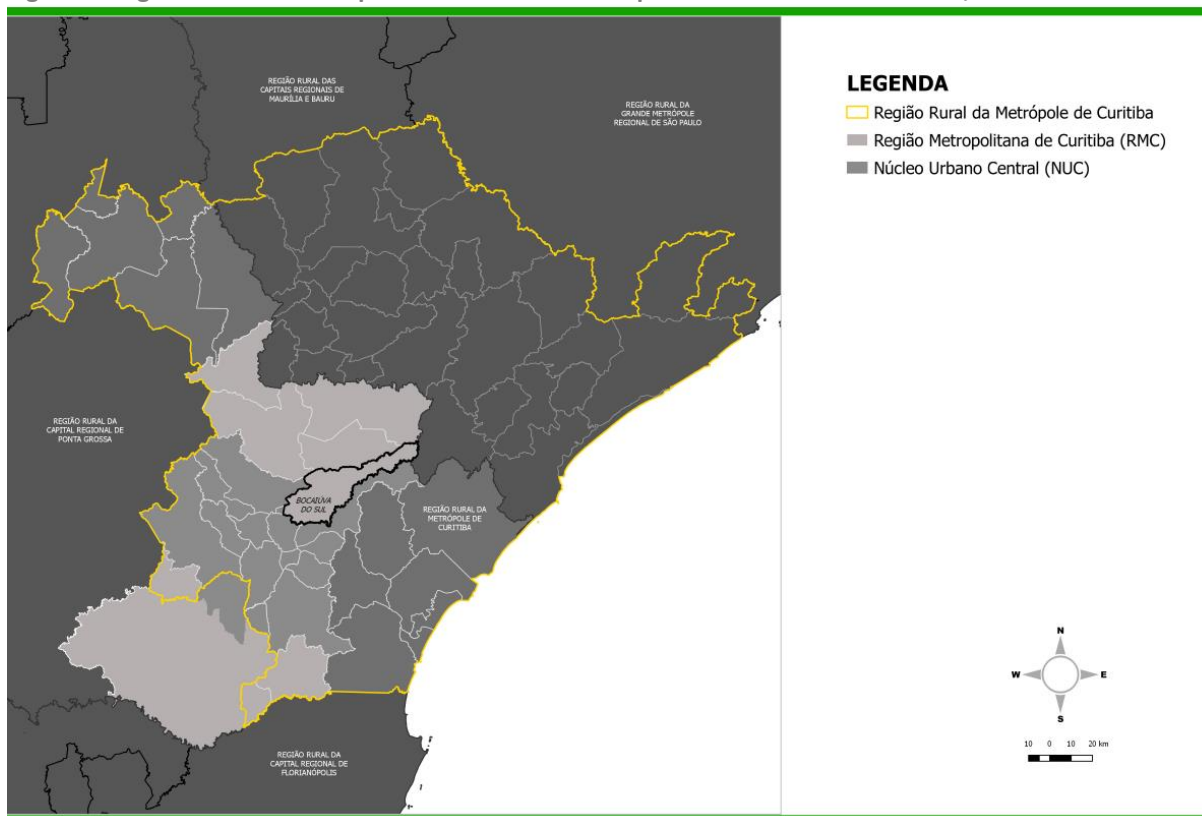 REGIÃO RURAL DAS
CAPITAIS REGIONAIS DE
MAURÍLIA E BAURU
REGIÃO RURAL DA
GRANDE METRÓPOLE
REGIONAL DE SÃO PAULO
REGIÃO RURAL DA
CAPITAL REGIONAL DE
PONTA GROSSA
BOCAIÚVA
DO SUL
REGIÃO RURAL DA
METRÓPOLE DE
CURITIBA
REGIÃO RURAL DA
CAPITAL REGIONAL DE
FLORIANÓPOLIS
LEGENDA
Região Rural da Metrópole de Curitiba
Região Metropolitana de Curitiba (RMC)
Núcleo Urbano Central (NUC)
N
W E
S
10 0 10 20 km